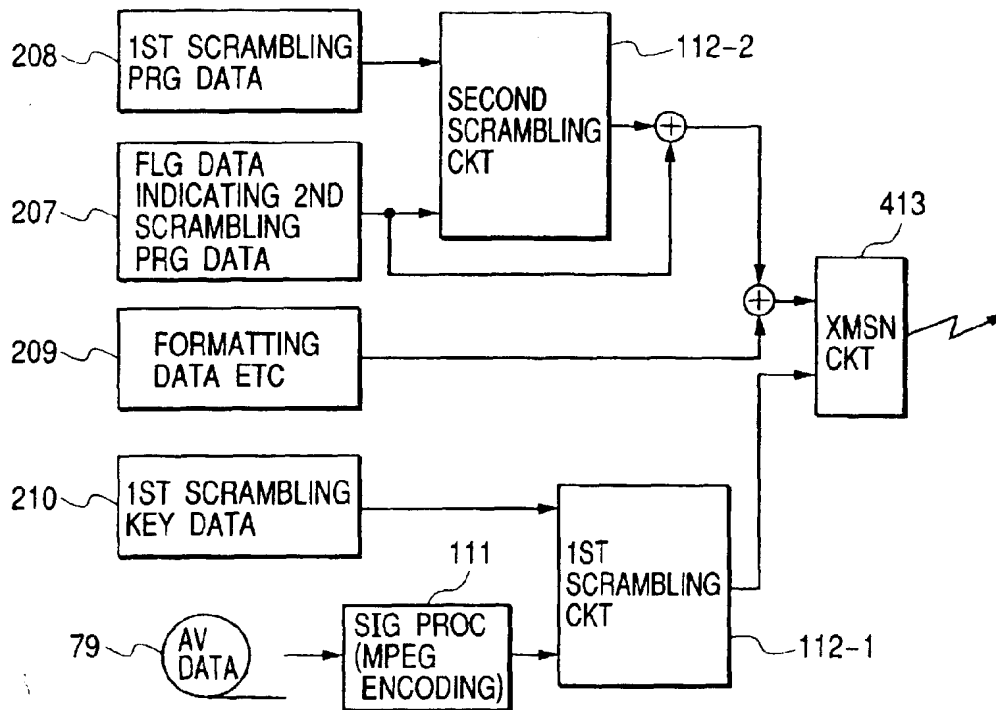 208
1ST SCRAMBLING
PRG DATA
112-2
SECOND
SCRAMBLING
CKT
207
FLG DATA
INDICATING 2ND
SCRAMBLING
PRG DATA
413
XMSN
CKT
209
FORMATTING
DATA ETC
210
1ST SCRAMBLING
KEY DATA
111
1ST
SCRAMBLING
CKT
112-1
79
AV
DATA
SIG PROC
(MPEG
ENCODING)